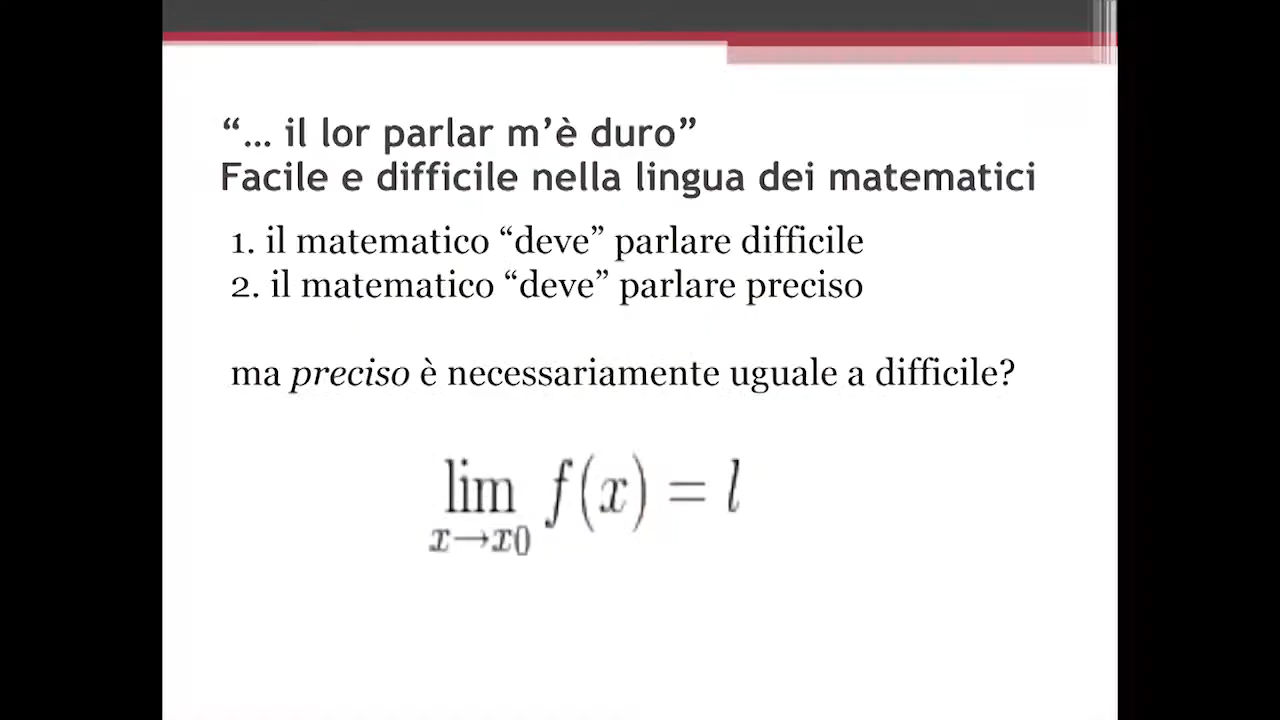 “… il lor parlar m’è duro”
Facile e difficile nella lingua dei matematici
1. il matematico “deve” parlare difficile
2. il matematico “deve” parlare preciso
ma preciso è necessariamente uguale a difficile?
lim f(x) = l
x→x0